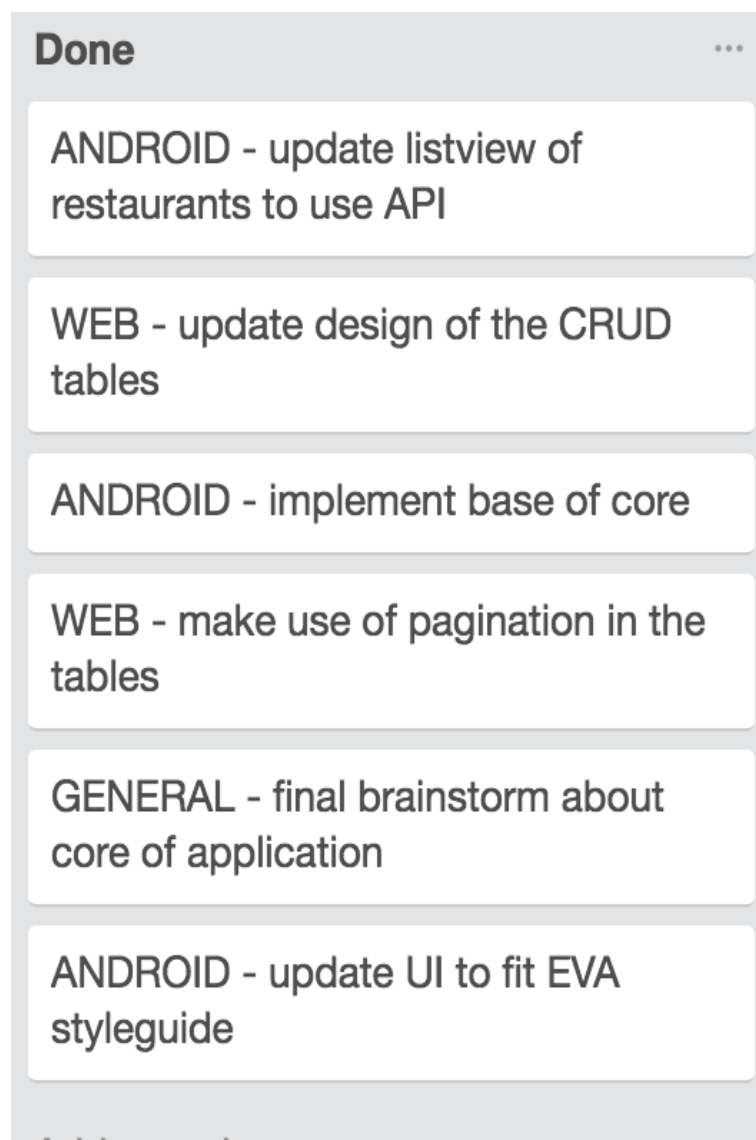 Done
ANDROID - update listview of
restaurants to use API
WEB - update design of the CRUD
tables
ANDROID - implement base of core
WEB - make use of pagination in the
tables
GENERAL - final brainstorm about
core of application
ANDROID - update UI to fit EVA
styleguide